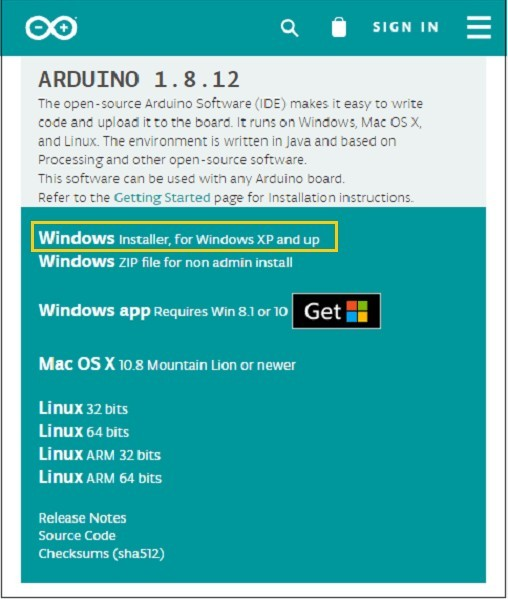 SIGN IN
ARDUINO 1.8.12
The open-source Arduino Software (IDE) makes it easy to write
code and upload it to the board. It runs on Windows, Mac OS X,
and Linux. The environment is written in Java and based on
Processing and other open-source software.
This software can be used with any Arduino board.
Refer to the Getting Started page for Installation instructions.
Windows Installer, for Windows XP and up
Windows ZIP file for non admin install
Windows app Requires Win 8.1 or 10 Get
Mac OS X 10.8 Mountain Lion or newer
Linux 32 bits
Linux 64 bits
Linux ARM 32 bits
Linux ARM 64 bits
Release Notes
Source Code
Checksums (sha512)